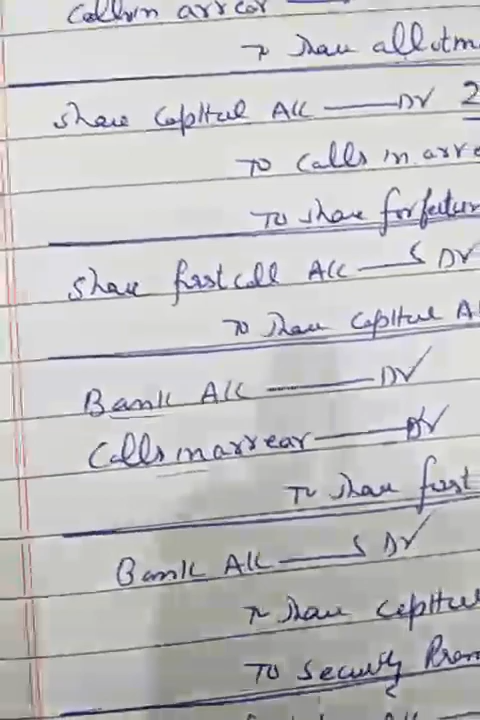 Calls in arrear
To share allotm
Share Capital A/c — Dr 2
To Calls in arre
To share forfeitur
Share first call A/c — Dr
To share Capital A
Bank A/c — Dr
Calls in arrear — Dr
To share first
Bank A/c — Dr
To share Capital
To Security Prem